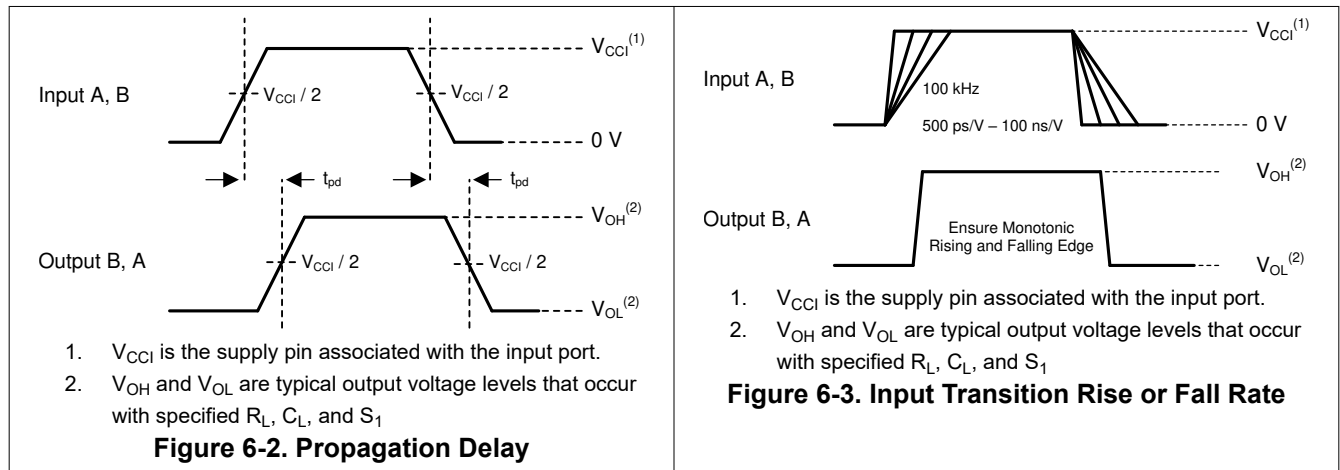 V_CCI^(1)
Input A, B
V_CCI / 2
V_CCI / 2
0 V
t_pd
t_pd
V_OH^(2)
Output B, A
V_CCI / 2
V_CCI / 2
V_OL^(2)
1. V_CCI is the supply pin associated with the input port.
2. V_OH and V_OL are typical output voltage levels that occur
with specified R_L, C_L, and S_1
Figure 6-2. Propagation Delay
V_CCI^(1)
Input A, B
100 kHz
500 ps/V – 100 ns/V
0 V
V_OH^(2)
Output B, A
Ensure Monotonic
Rising and Falling Edge
V_OL^(2)
1. V_CCI is the supply pin associated with the input port.
2. V_OH and V_OL are typical output voltage levels that occur
with specified R_L, C_L, and S_1
Figure 6-3. Input Transition Rise or Fall Rate